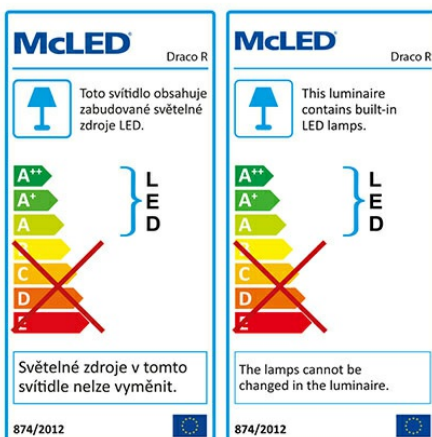 McLED®
Draco R
Toto svítidlo obsahuje
zabudované světelné
zdroje LED.
A++
A+
A
B
C
D
E
L
E
D
Světelné zdroje v tomto
svítidle nelze vyměnit.
874/2012
McLED®
Draco R
This luminaire
contains built-in
LED lamps.
A++
A+
A
B
C
D
E
L
E
D
The lamps cannot be
changed in the luminaire.
874/2012